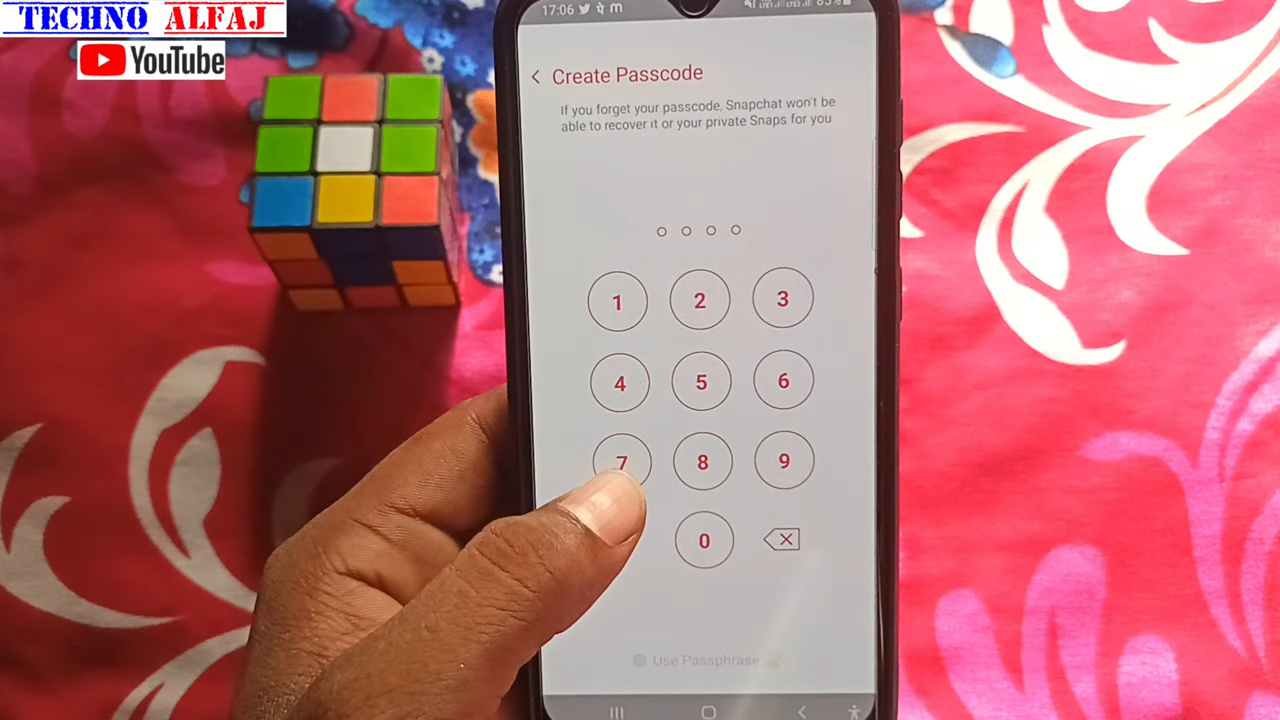 TECHNO ALFAJ
YouTube
17:06
Create Passcode
If you forget your passcode, Snapchat won't be
able to recover it or your private Snaps for you
1 2 3
4 5 6
7 8 9
0
Use Passphrase